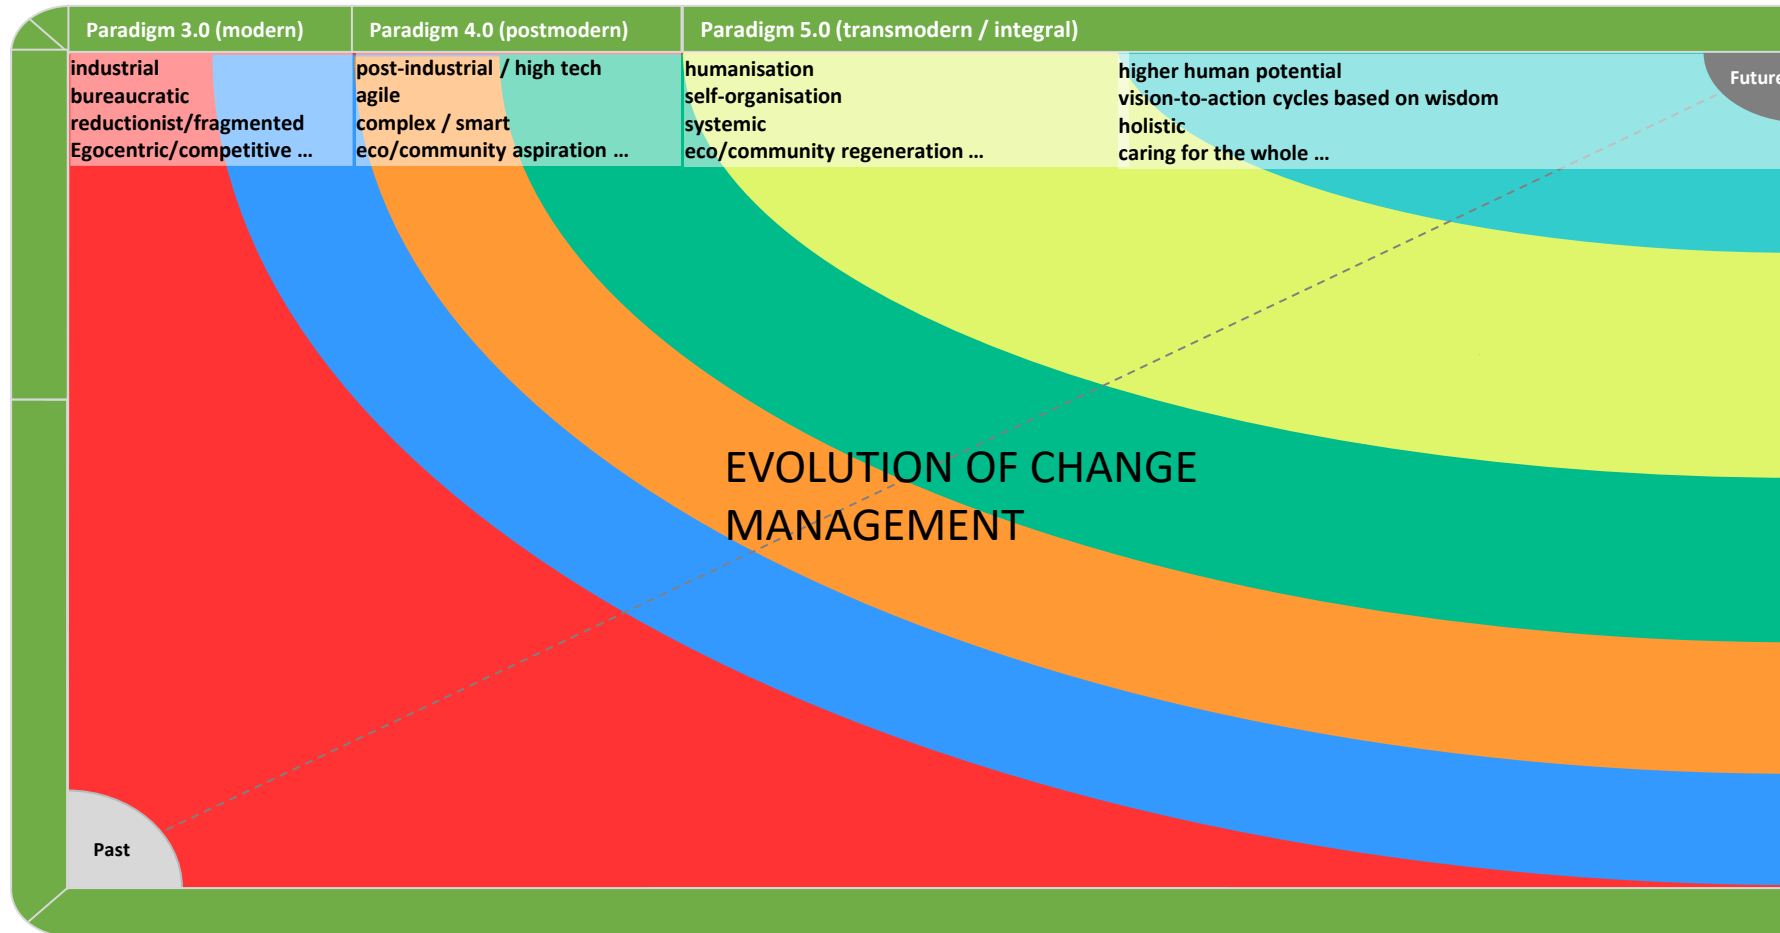 Paradigm 3.0 (modern)
Paradigm 4.0 (postmodern)
Paradigm 5.0 (transmodern / integral)
industrial
bureaucratic
reductionist/fragmented
Egocentric/competitive ...
post-industrial / high tech
agile
complex / smart
eco/community aspiration ...
humanisation
self-organisation
systemic
eco/community regeneration ...
higher human potential
vision-to-action cycles based on wisdom
holistic
caring for the whole ...
Future
EVOLUTION OF CHANGE
MANAGEMENT
Past